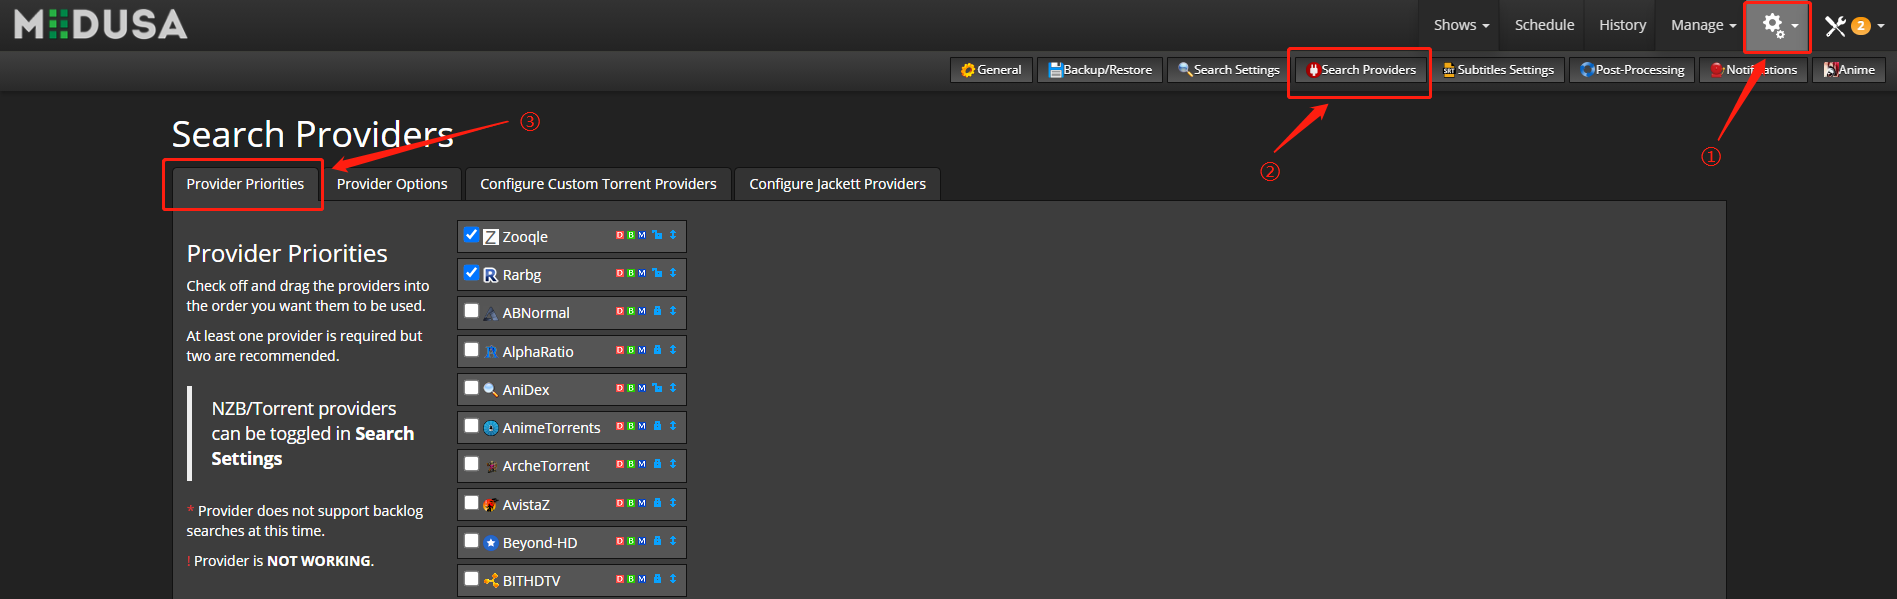 MEDUSA
Shows
Schedule
History
Manage
2
General
Backup/Restore
Search Settings
Search Providers
SRT
Subtitles Settings
Post-Processing
Notifications
Anime
①
②
③
Search Providers
Provider Priorities
Provider Options
Configure Custom Torrent Providers
Configure Jackett Providers
Provider Priorities
Check off and drag the providers into
the order you want them to be used.
At least one provider is required but
two are recommended.
NZB/Torrent providers
can be toggled in Search
Settings
* Provider does not support backlog
searches at this time.
! Provider is NOT WORKING.
Z Zooqle D B M
R Rarbg D B M
ABNormal D B M
AlphaRatio D B M
AniDex D B M
AnimeTorrents D B M
ArcheTorrent D B M
AvistaZ D B M
Beyond-HD D B M
BITHDTV D B M